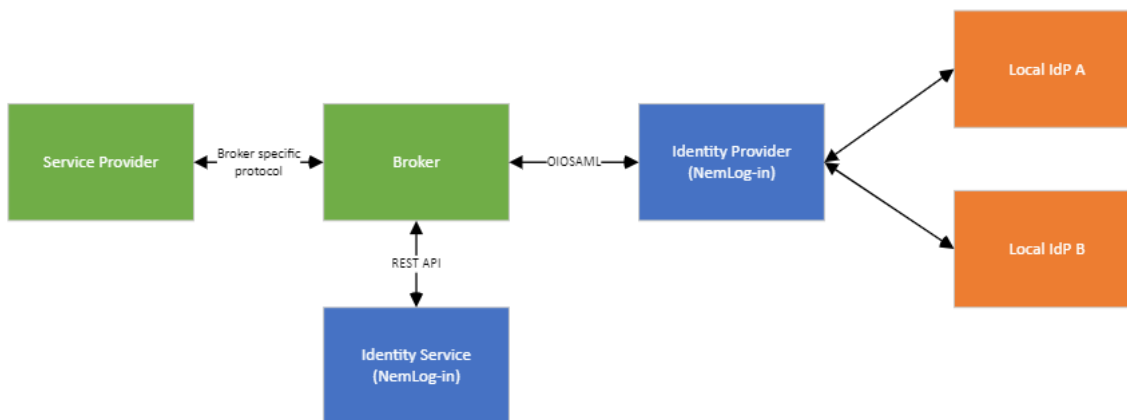 Local IdP A
Service Provider
Broker specific
protocol
Broker
OIOSAML
Identity Provider
(NemLog-in)
Local IdP B
REST API
Identity Service
(NemLog-in)